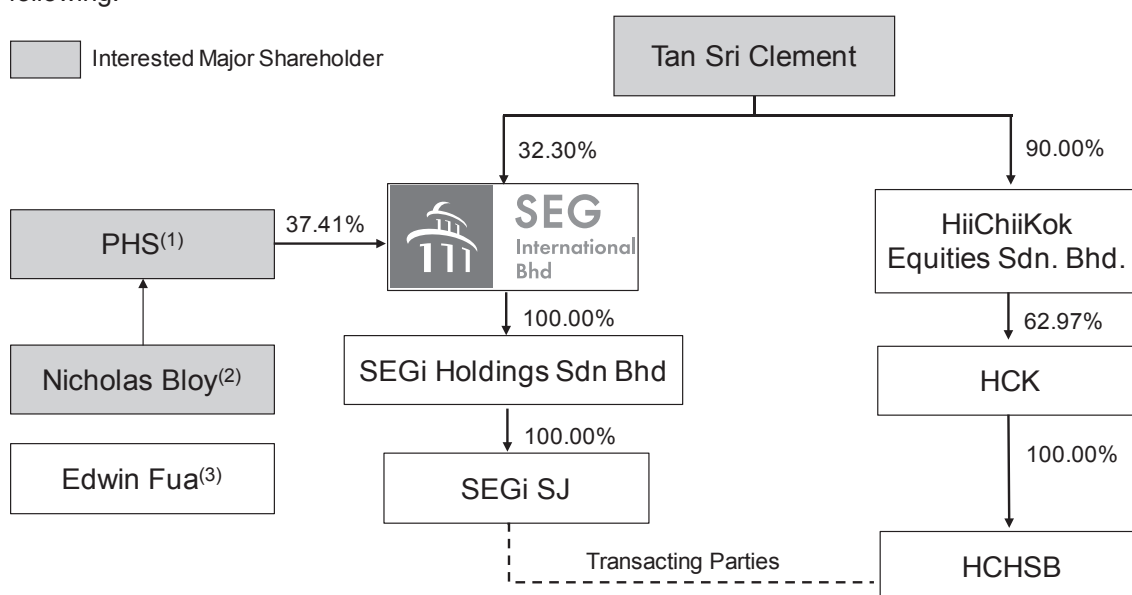 following:
Interested Major Shareholder
Tan Sri Clement
32.30%
90.00%
PHS(1)
37.41%
SEG
International
Bhd
HiiChiiKok
Equities Sdn. Bhd.
100.00%
62.97%
Nicholas Bloy(2)
SEGi Holdings Sdn Bhd
HCK
100.00%
100.00%
Edwin Fua(3)
SEGi SJ
Transacting Parties
HCHSB